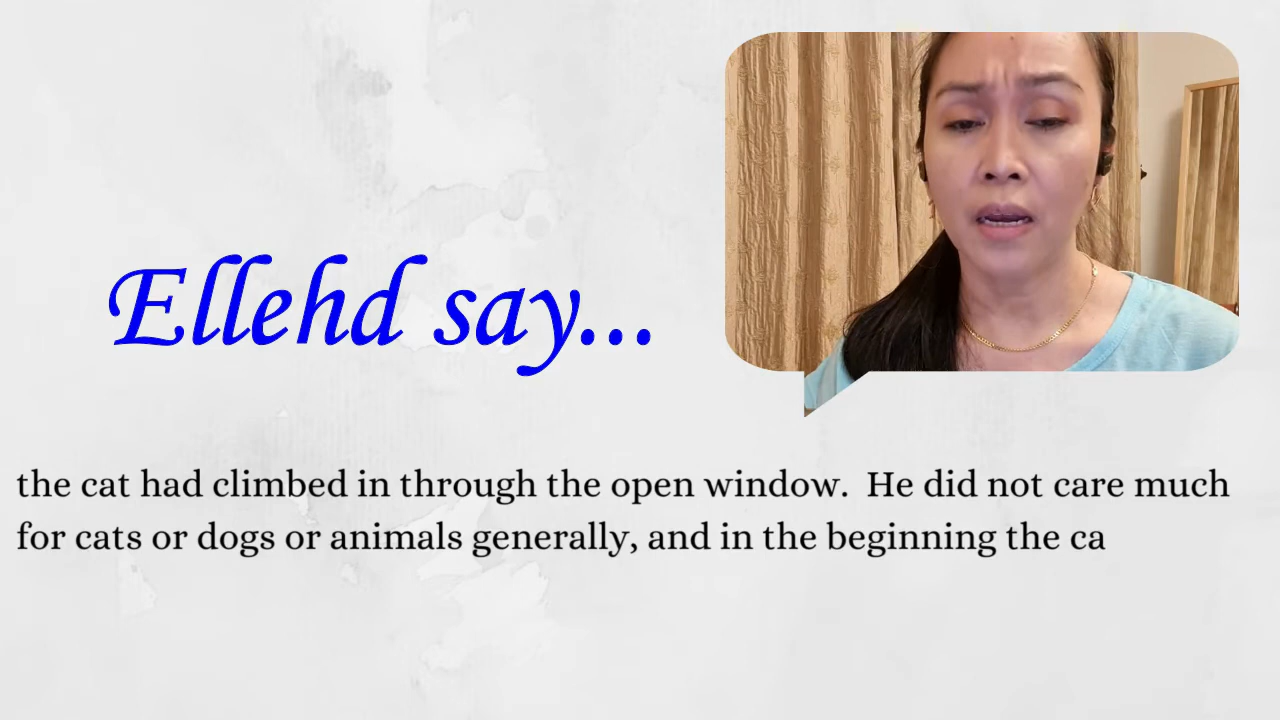 Ellehd say...
the cat had climbed in through the open window.  He did not care much
for cats or dogs or animals generally, and in the beginning the ca